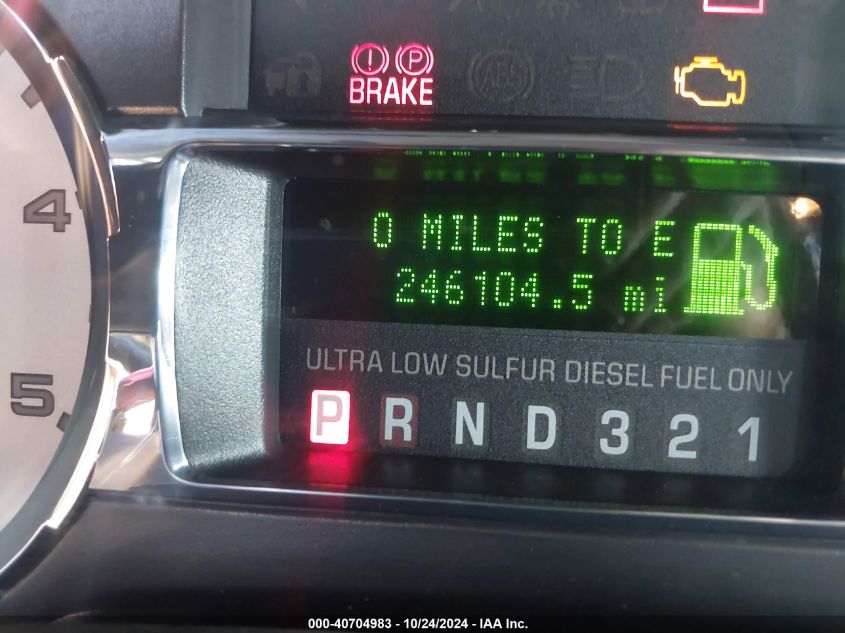 BRAKE
ABS
4
0 MILES TO E
246104.5 mi
ULTRA LOW SULFUR DIESEL FUEL ONLY
5
P R N D 3 2 1
000-40704983 - 10/24/2024 - IAA Inc.